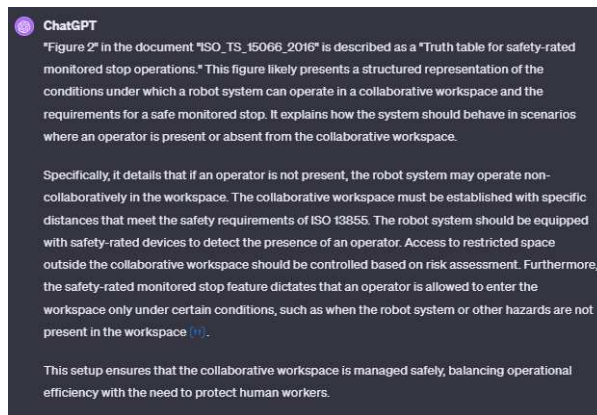 ChatGPT
"Figure 2" in the document "ISO_TS_15066_2016" is described as a "Truth table for safety-rated
monitored stop operations." This figure likely presents a structured representation of the
conditions under which a robot system can operate in a collaborative workspace and the
requirements for a safe monitored stop. It explains how the system should behave in scenarios
where an operator is present or absent from the collaborative workspace.
Specifically, it details that if an operator is not present, the robot system may operate non-
collaboratively in the workspace. The collaborative workspace must be established with specific
distances that meet the safety requirements of ISO 13855. The robot system should be equipped
with safety-rated devices to detect the presence of an operator. Access to restricted space
outside the collaborative workspace should be controlled based on risk assessment. Furthermore,
the safety-rated monitored stop feature dictates that an operator is allowed to enter the
workspace only under certain conditions, such as when the robot system or other hazards are not
present in the workspace .
This setup ensures that the collaborative workspace is managed safely, balancing operational
efficiency with the need to protect human workers.